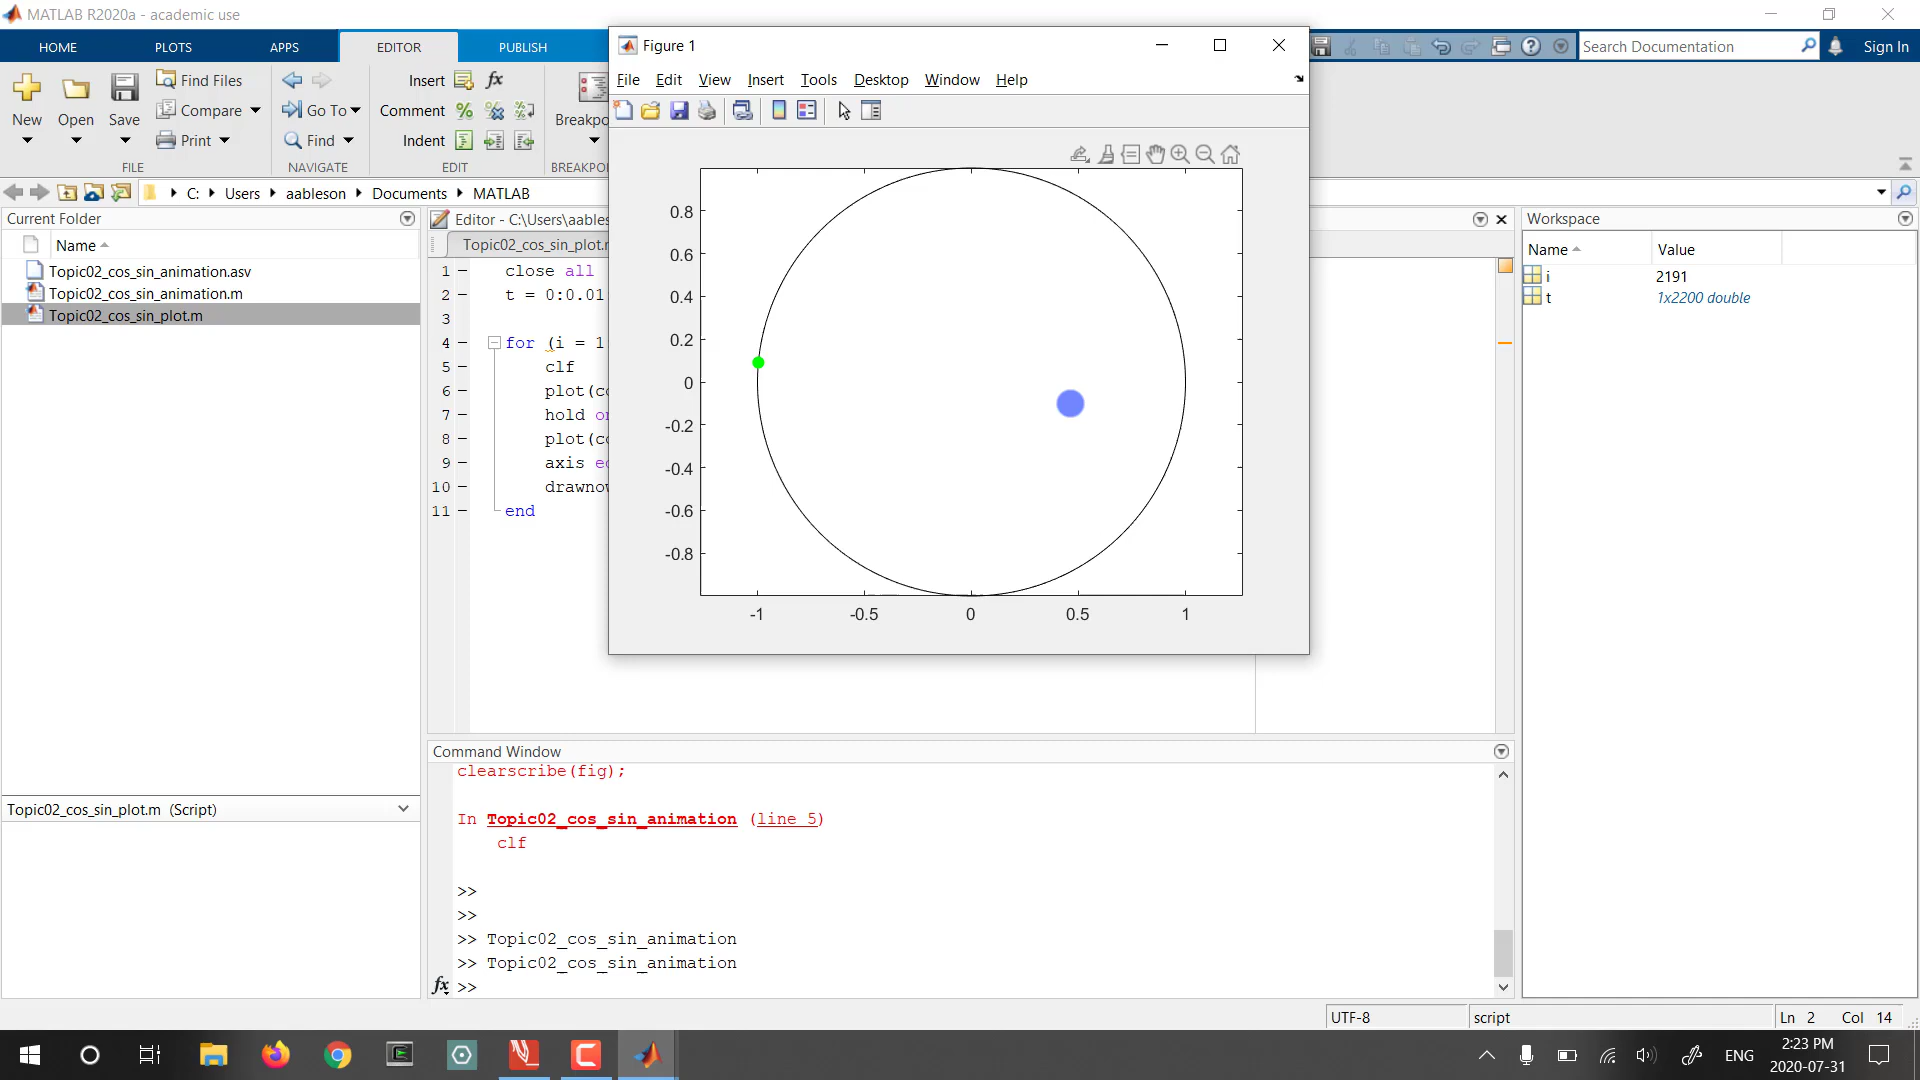 MATLAB R2020a - academic use
HOME PLOTS APPS EDITOR PUBLISH
Search Documentation
Sign In
New Open Save
Find Files
Compare
Print
FILE
Go To
Find
NAVIGATE
Insert
Comment
Indent
EDIT
Breakpo
BREAKPOI
C: Users aableson Documents MATLAB
Current Folder
Name
Topic02_cos_sin_animation.asv
Topic02_cos_sin_animation.m
Topic02_cos_sin_plot.m
Topic02_cos_sin_plot.m (Script)
Editor - C:\Users\aables
Topic02_cos_sin_plot.
1 close all
2 t = 0:0.01
3
4 for (i = 1
5 clf
6 plot(co
7 hold on
8 plot(co
9 axis eq
10 drawnow
11 end
Figure 1
File Edit View Insert Tools Desktop Window Help
0.8
0.6
0.4
0.2
0
-0.2
-0.4
-0.6
-0.8
-1 -0.5 0 0.5 1
Workspace
Name Value
i 2191
t 1x2200 double
Command Window
clearscribe(fig);
In Topic02_cos_sin_animation (line 5)
clf
>>
>>
>> Topic02_cos_sin_animation
>> Topic02_cos_sin_animation
fx >>
UTF-8 script Ln 2 Col 14
ENG
2:23 PM
2020-07-31